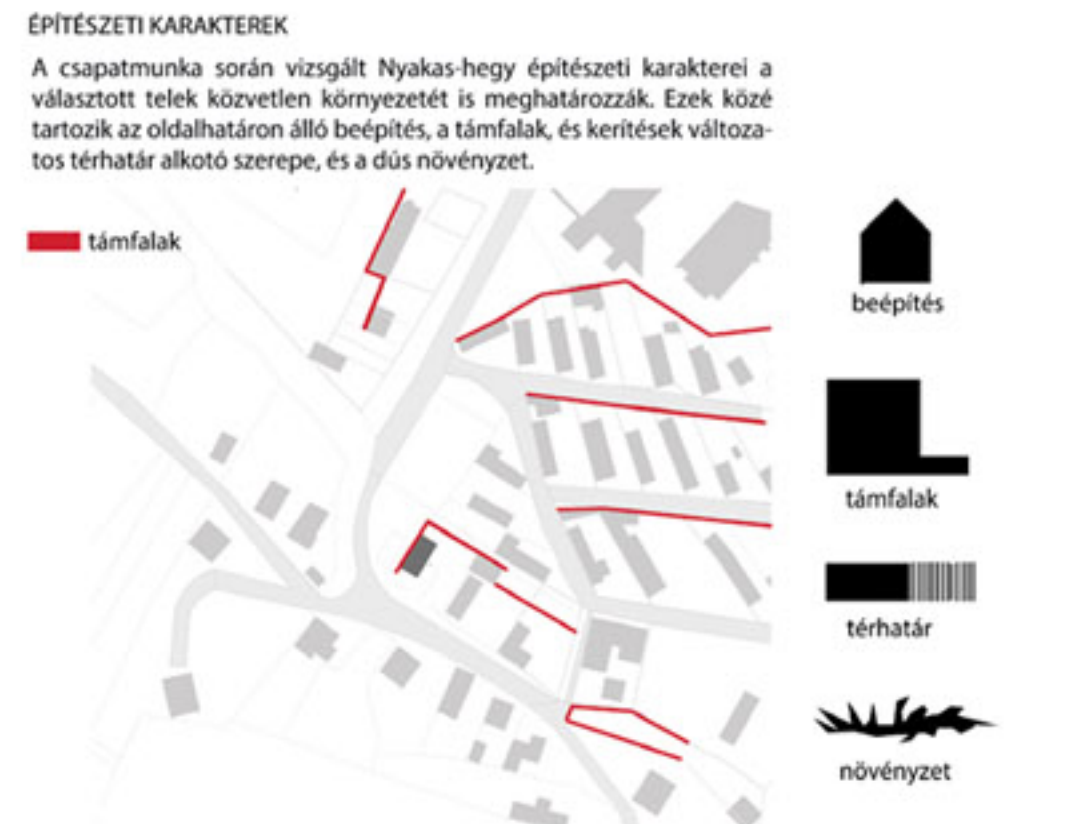 ÉPÍTÉSZETI KARAKTEREK
A csapatmunka során vizsgált Nyakas-hegy építészeti karakterei a
választott telek közvetlen környezetét is meghatározzák. Ezek közé
tartozik az oldalhatáron álló beépítés, a támfalak, és kerítések változa-
tos térhatár alkotó szerepe, és a dús növényzet.
támfalak
beépítés
támfalak
térhatár
növényzet